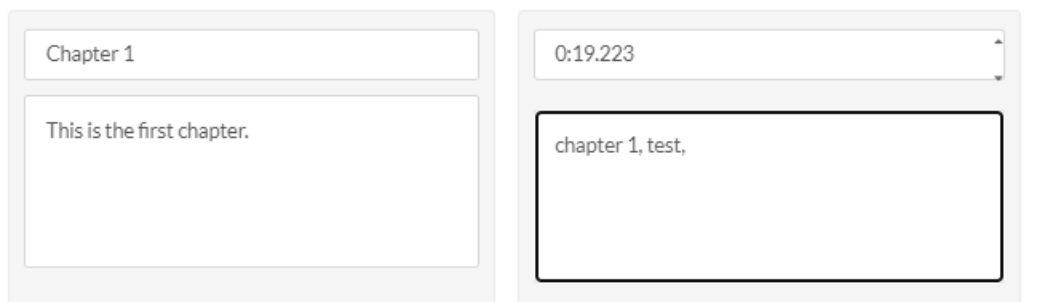 Chapter 1
This is the first chapter.
0:19.223
chapter 1, test,